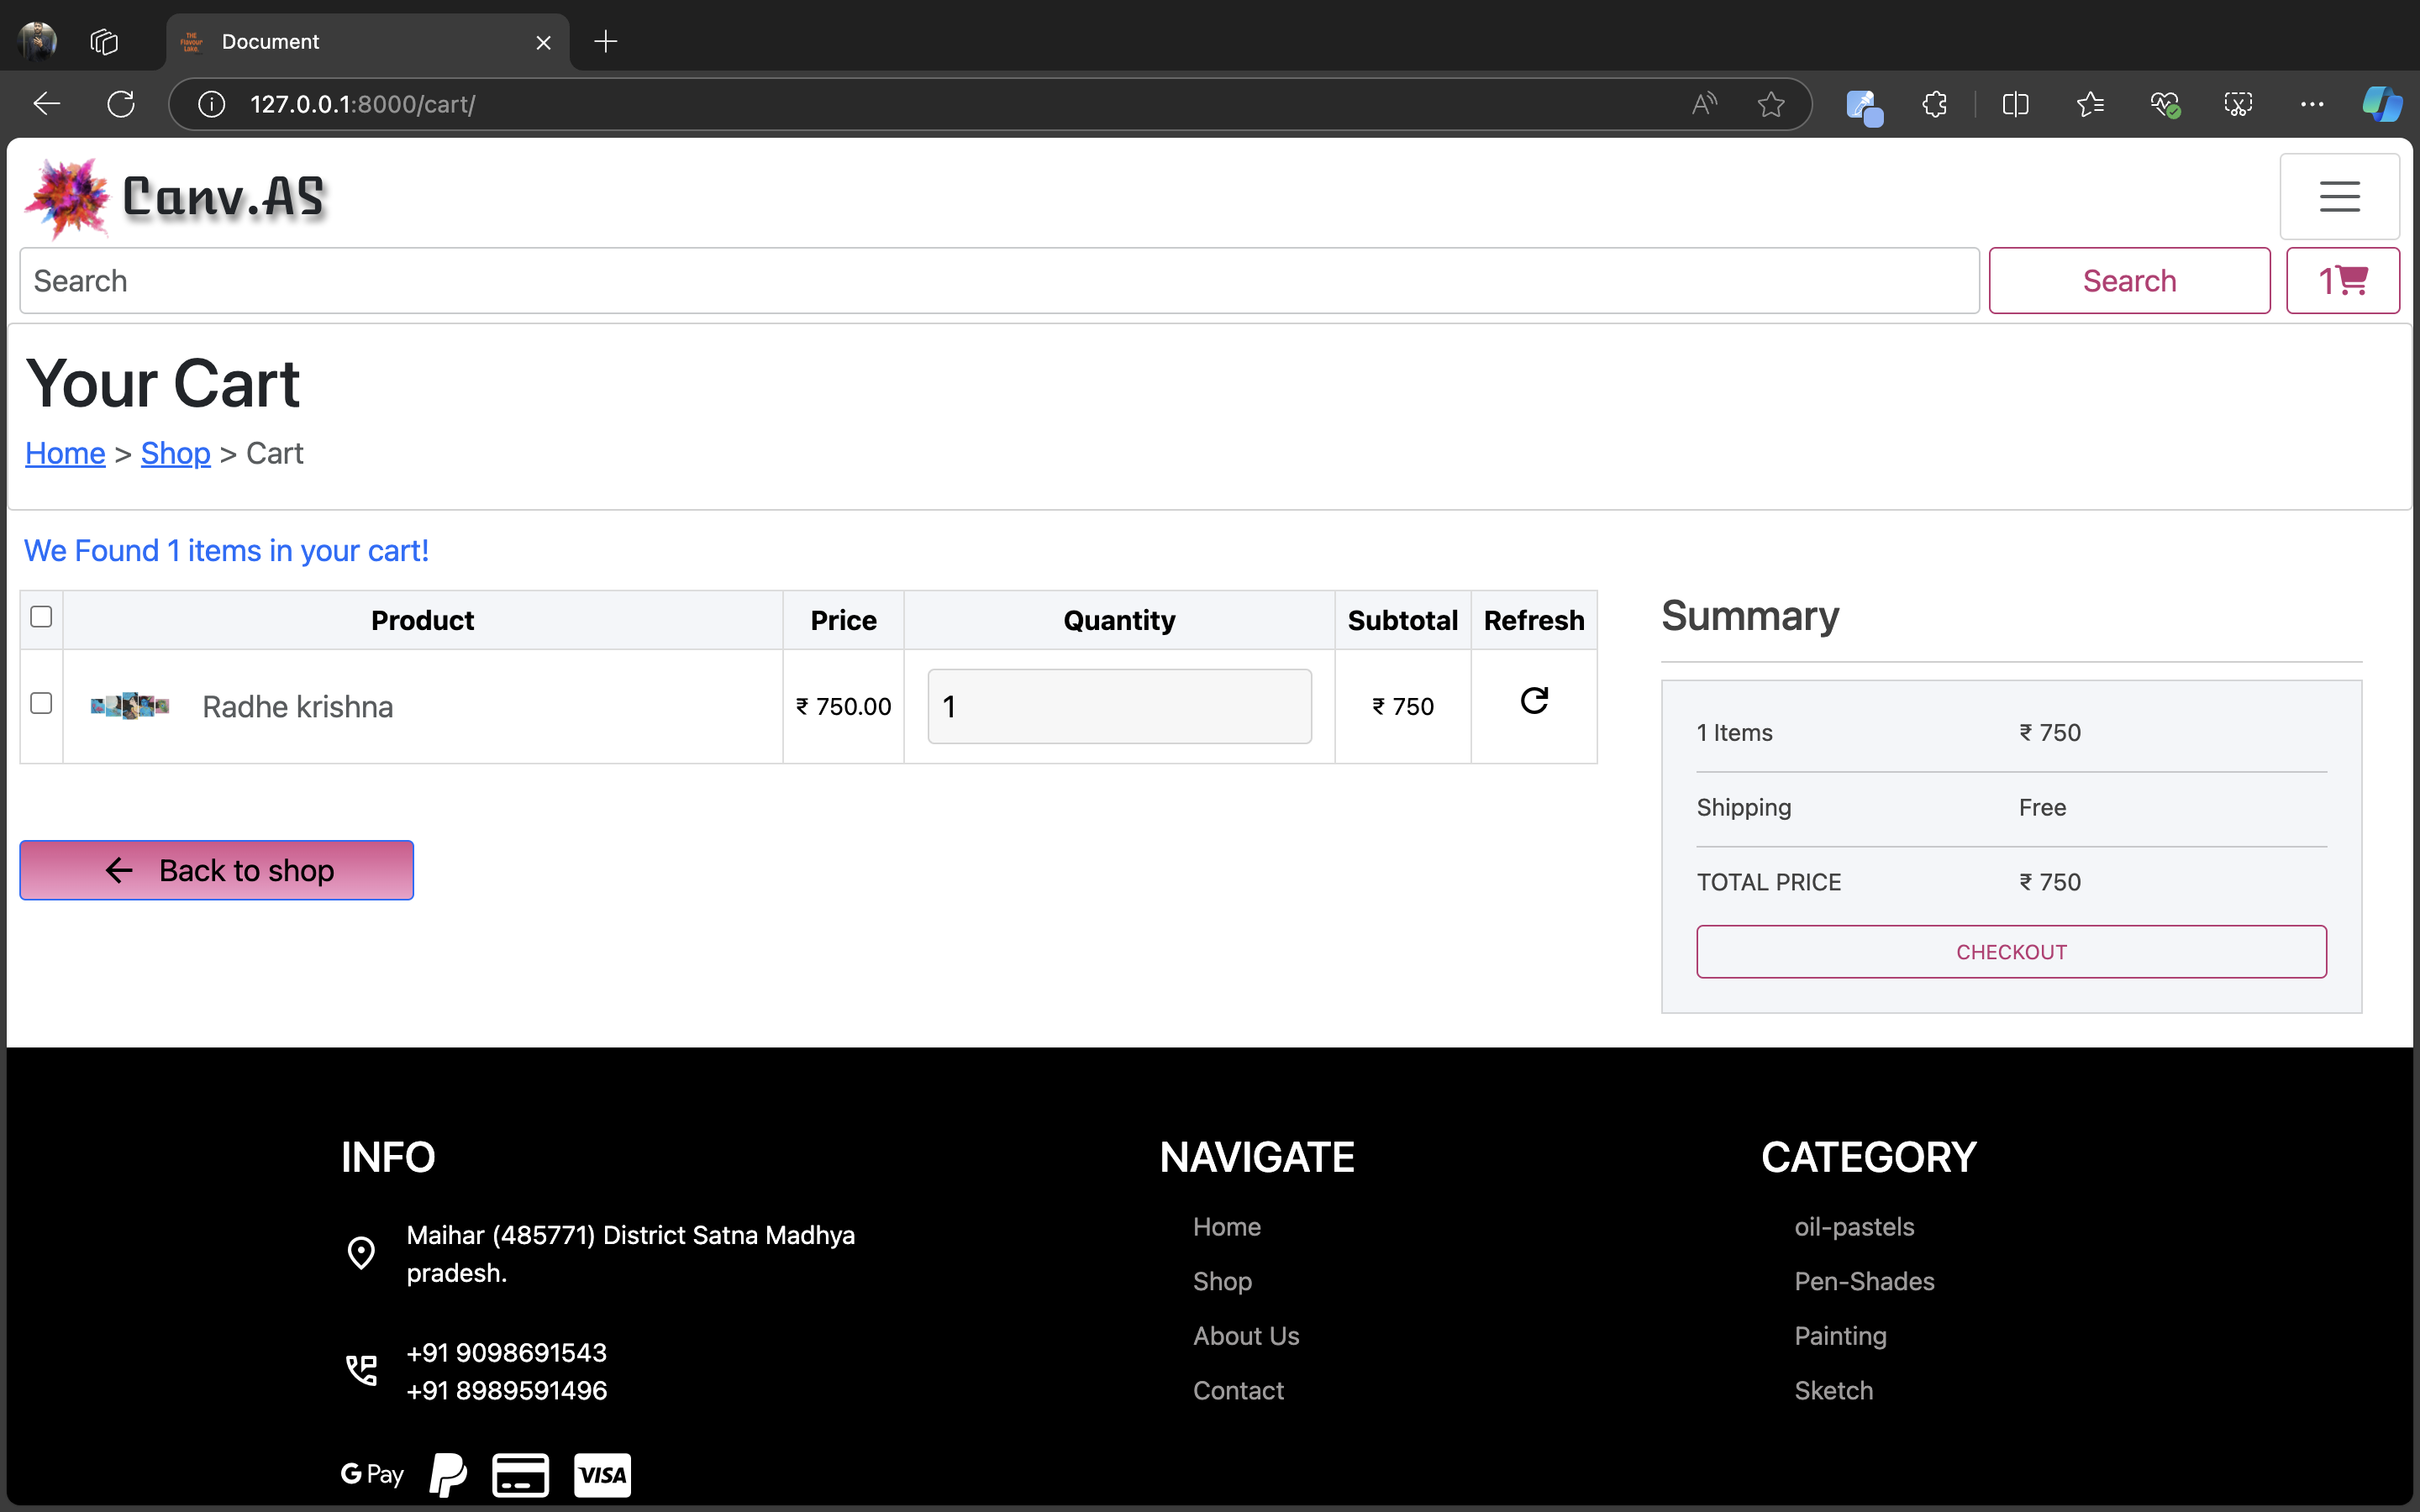 THE
Flavour
Lake.
Document
127.0.0.1:8000/cart/
Canv.AS
Search
Search
1
Your Cart
Home > Shop > Cart
We Found 1 items in your cart!
Product Price Quantity Subtotal Refresh
Radhe krishna ₹ 750.00 1 ₹ 750
Back to shop
Summary
1 Items ₹ 750
Shipping Free
TOTAL PRICE ₹ 750
CHECKOUT
INFO
Maihar (485771) District Satna Madhya
pradesh.
+91 9098691543
+91 8989591496
G Pay
VISA
NAVIGATE
Home
Shop
About Us
Contact
CATEGORY
oil-pastels
Pen-Shades
Painting
Sketch